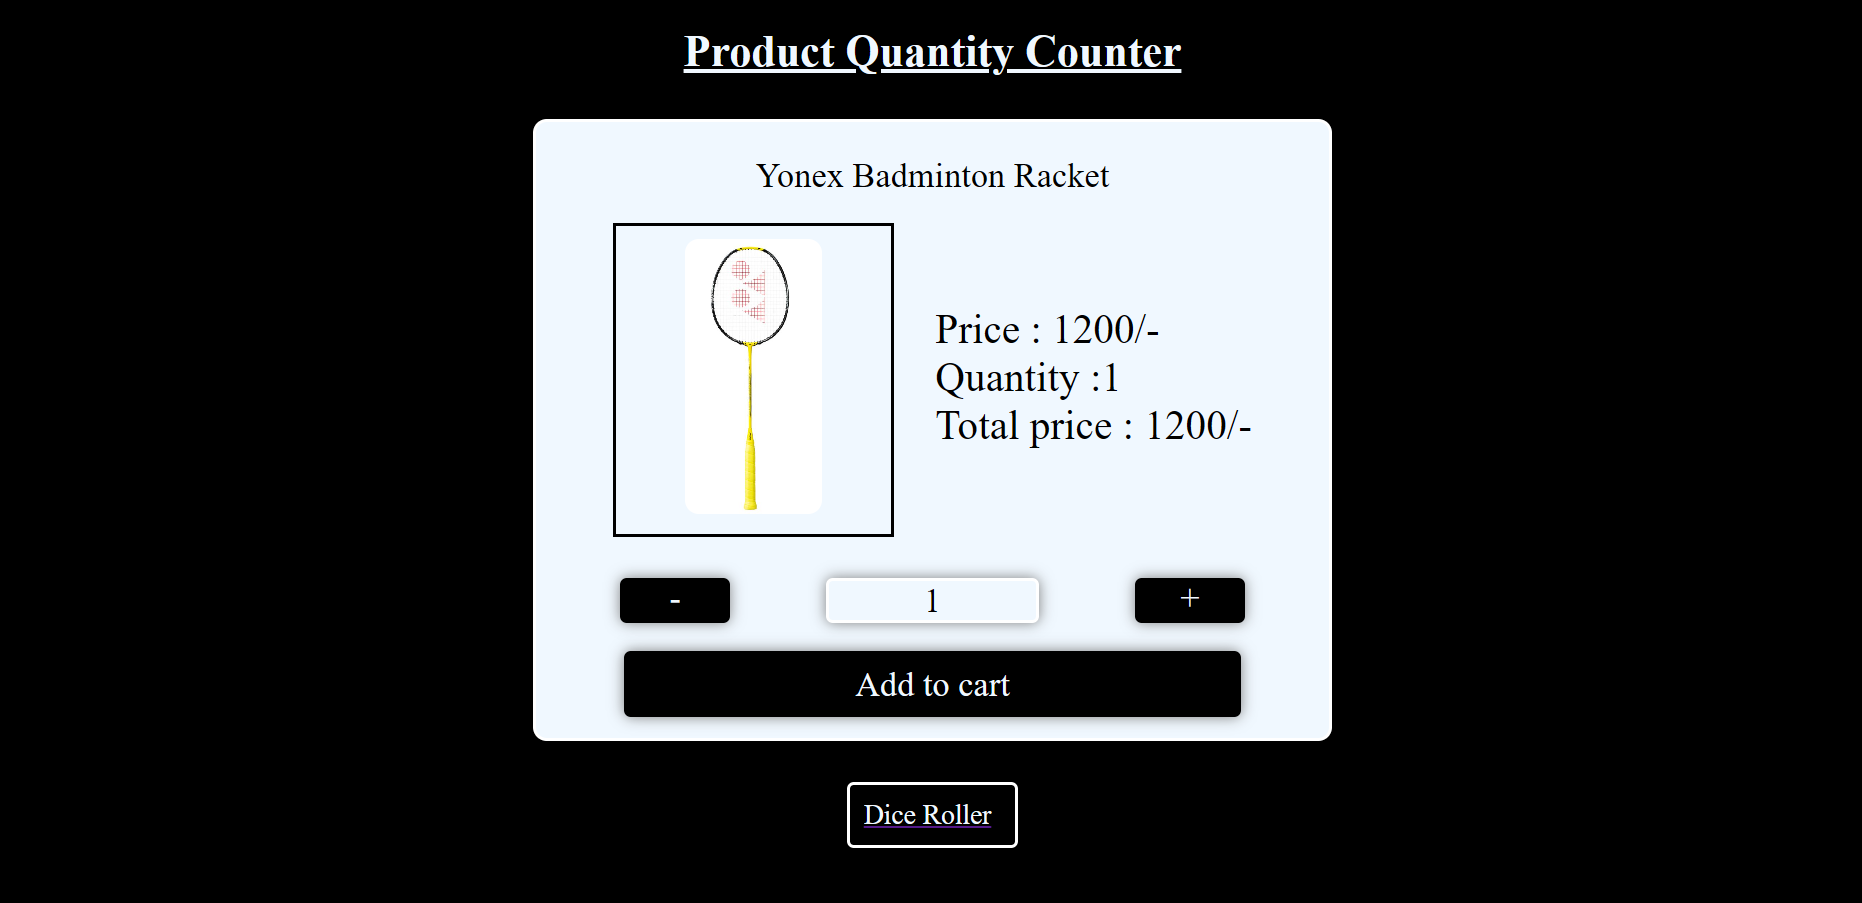 Product Quantity Counter
Yonex Badminton Racket
Price : 1200/-
Quantity :1
Total price : 1200/-
-
1
+
Add to cart
Dice Roller